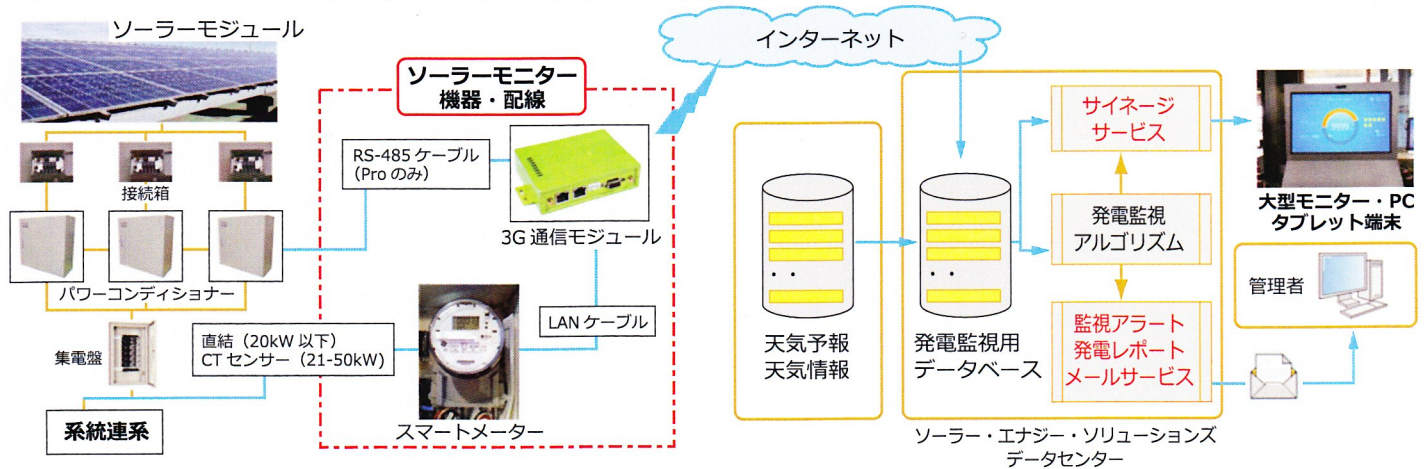 ソーラーモジュール
接続箱
パワーコンディショナー
集電盤
系統連系
ソーラーモニター
機器・配線
RS-485 ケーブル
(Pro のみ)
3G 通信モジュール
LAN ケーブル
直結（20kW 以下）
CT センサー（21-50kW）
スマートメーター
インターネット
天気予報
天気情報
発電監視用
データベース
サイネージ
サービス
発電監視
アルゴリズム
監視アラート
発電レポート
メールサービス
ソーラー・エナジー・ソリューションズ
データセンター
大型モニター・PC
タブレット端末
管理者